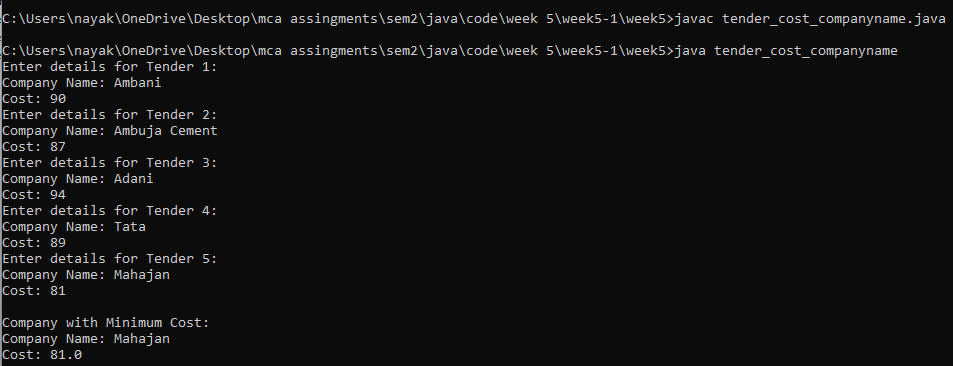 C:\Users\nayak\OneDrive\Desktop\mca assingments\sem2\java\code\week 5\week5-1\week5>javac tender_cost_companyname.java
C:\Users\nayak\OneDrive\Desktop\mca assingments\sem2\java\code\week 5\week5-1\week5>java tender_cost_companyname
Enter details for Tender 1:
Company Name: Ambani
Cost: 90
Enter details for Tender 2:
Company Name: Ambuja Cement
Cost: 87
Enter details for Tender 3:
Company Name: Adani
Cost: 94
Enter details for Tender 4:
Company Name: Tata
Cost: 89
Enter details for Tender 5:
Company Name: Mahajan
Cost: 81
Company with Minimum Cost:
Company Name: Mahajan
Cost: 81.0